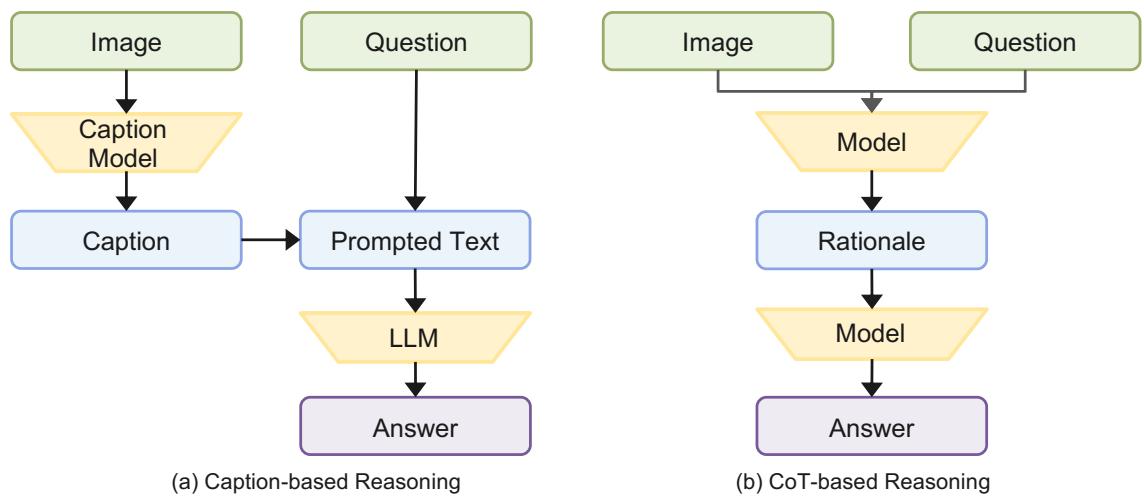 Image
Question
Caption
Model
Caption
Prompted Text
LLM
Answer
(a) Caption-based Reasoning
Image
Question
Model
Rationale
Model
Answer
(b) CoT-based Reasoning